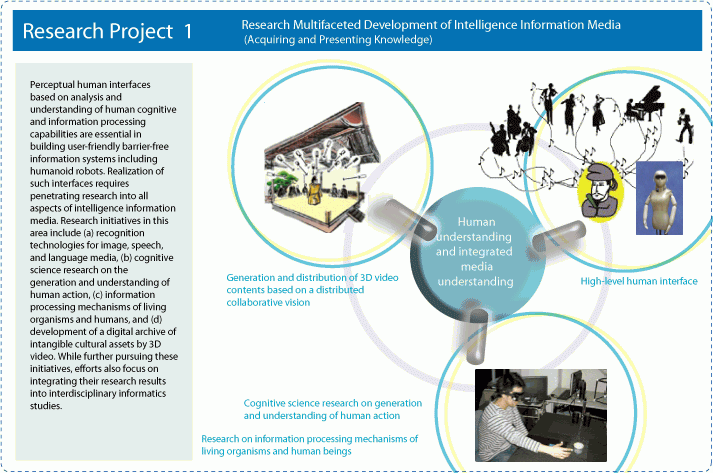 Research Project 1
Research Multifaceted Development of Intelligence Information Media
(Acquiring and Presenting Knowledge)
Perceptual human interfaces
based on analysis and
understanding of human cognitive
and information processing
capabilities are essential in
building user-friendly barrier-free
information systems including
humanoid robots. Realization of
such interfaces requires
penetrating research into all
aspects of intelligence information
media. Research initiatives in this
area include (a) recognition
technologies for image, speech,
and language media, (b) cognitive
science research on the
generation and understanding of
human action, (c) information
processing mechanisms of living
organisms and humans, and (d)
development of a digital archive of
intangible cultural assets by 3D
video. While further pursuing these
initiatives, efforts also focus on
integrating their research results
into interdisciplinary informatics
studies.
Human
understanding
and integrated
media
understanding
Generation and distribution of 3D video
contents based on a distributed
collaborative vision
High-level human interface
Cognitive science research on generation
and understanding of human action
Research on information processing mechanisms of
living organisms and human beings